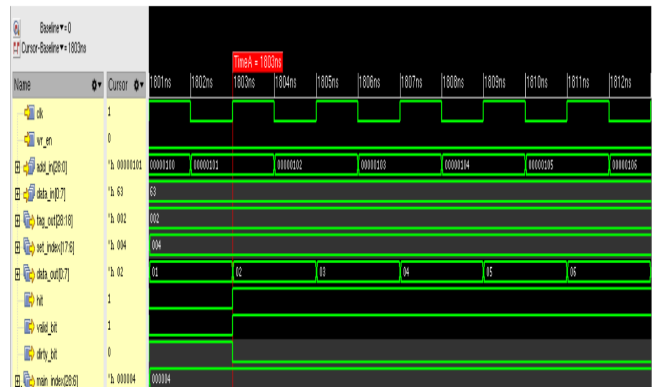 Baseline▼=0
Cursor-Baseline▼=1803ns
TimeA = 1803ns
Name Cursor 1801ns 1802ns 1803ns 1804ns 1805ns 1806ns 1807ns 1808ns 1809ns 1810ns 1811ns 1812ns
clk 1
wr_en 0
add_in[28:0] 'h 00000101 00000100 00000101 00000102 00000103 00000104 00000105 00000106
data_in[0:7] 'h 63 63
tag_out[28:18] 'h 002 002
set_index[17:6] 'h 004 004
data_out[0:7] 'h 02 01 02 03 04 05 06
hit 1
valid_bit 1
dirty_bit 0
main_index[28:6] 'h 000004 000004